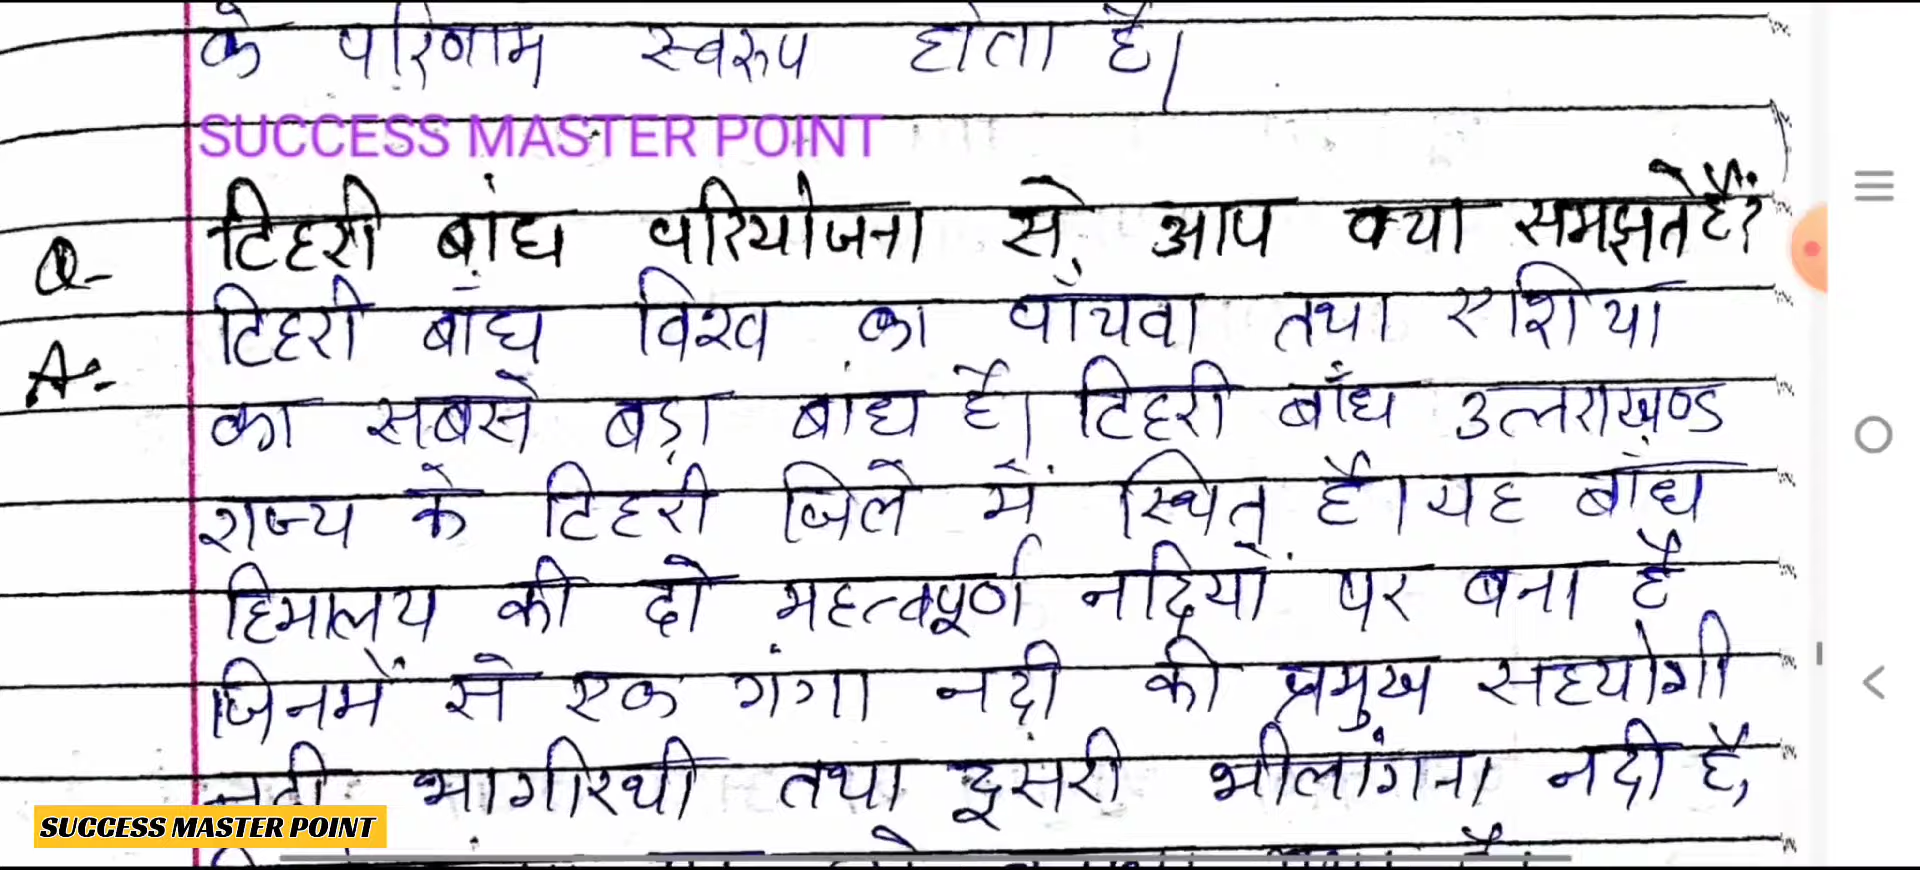 के परिणाम स्वरुप होता है।
SUCCESS MASTER POINT
Q- टिहरी बांध परियोजना से आप क्या समझते हैं?
A- टिहरी बांध विश्व का पाँचवा तथा एशिया
का सबसे बड़ा बांध है। टिहरी बाँध उत्तराखण्ड
राज्य के टिहरी जिले में स्थित है। यह बांध
हिमालय की दो महत्वपूर्ण नदियों पर बना है
जिनमें से एक गंगा नदी की प्रमुख सहयोगी
नदी भागीरथी तथा दूसरी भीलांगना नदी है,
SUCCESS MASTER POINT